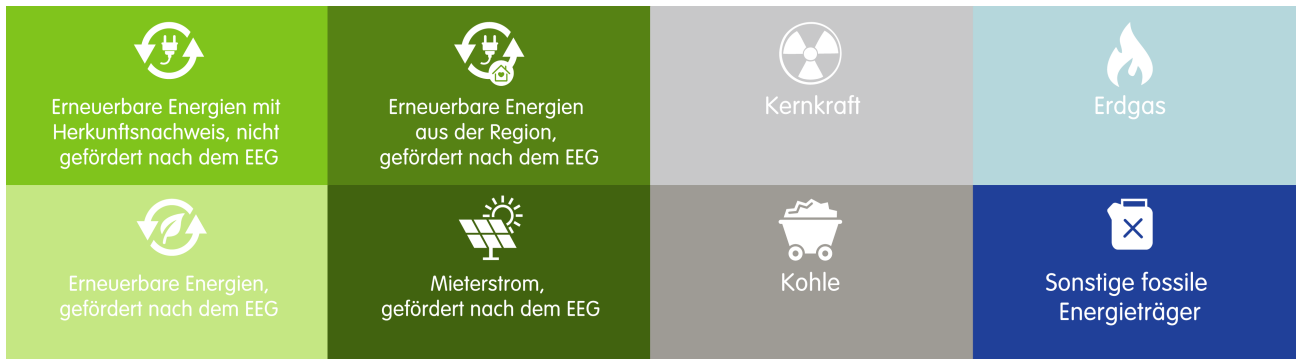 Erneuerbare Energien mit
Herkunftsnachweis, nicht
gefördert nach dem EEG
Erneuerbare Energien
aus der Region,
gefördert nach dem EEG
Kernkraft
Erdgas
Erneuerbare Energien,
gefördert nach dem EEG
Mieterstrom,
gefördert nach dem EEG
Kohle
Sonstige fossile
Energieträger